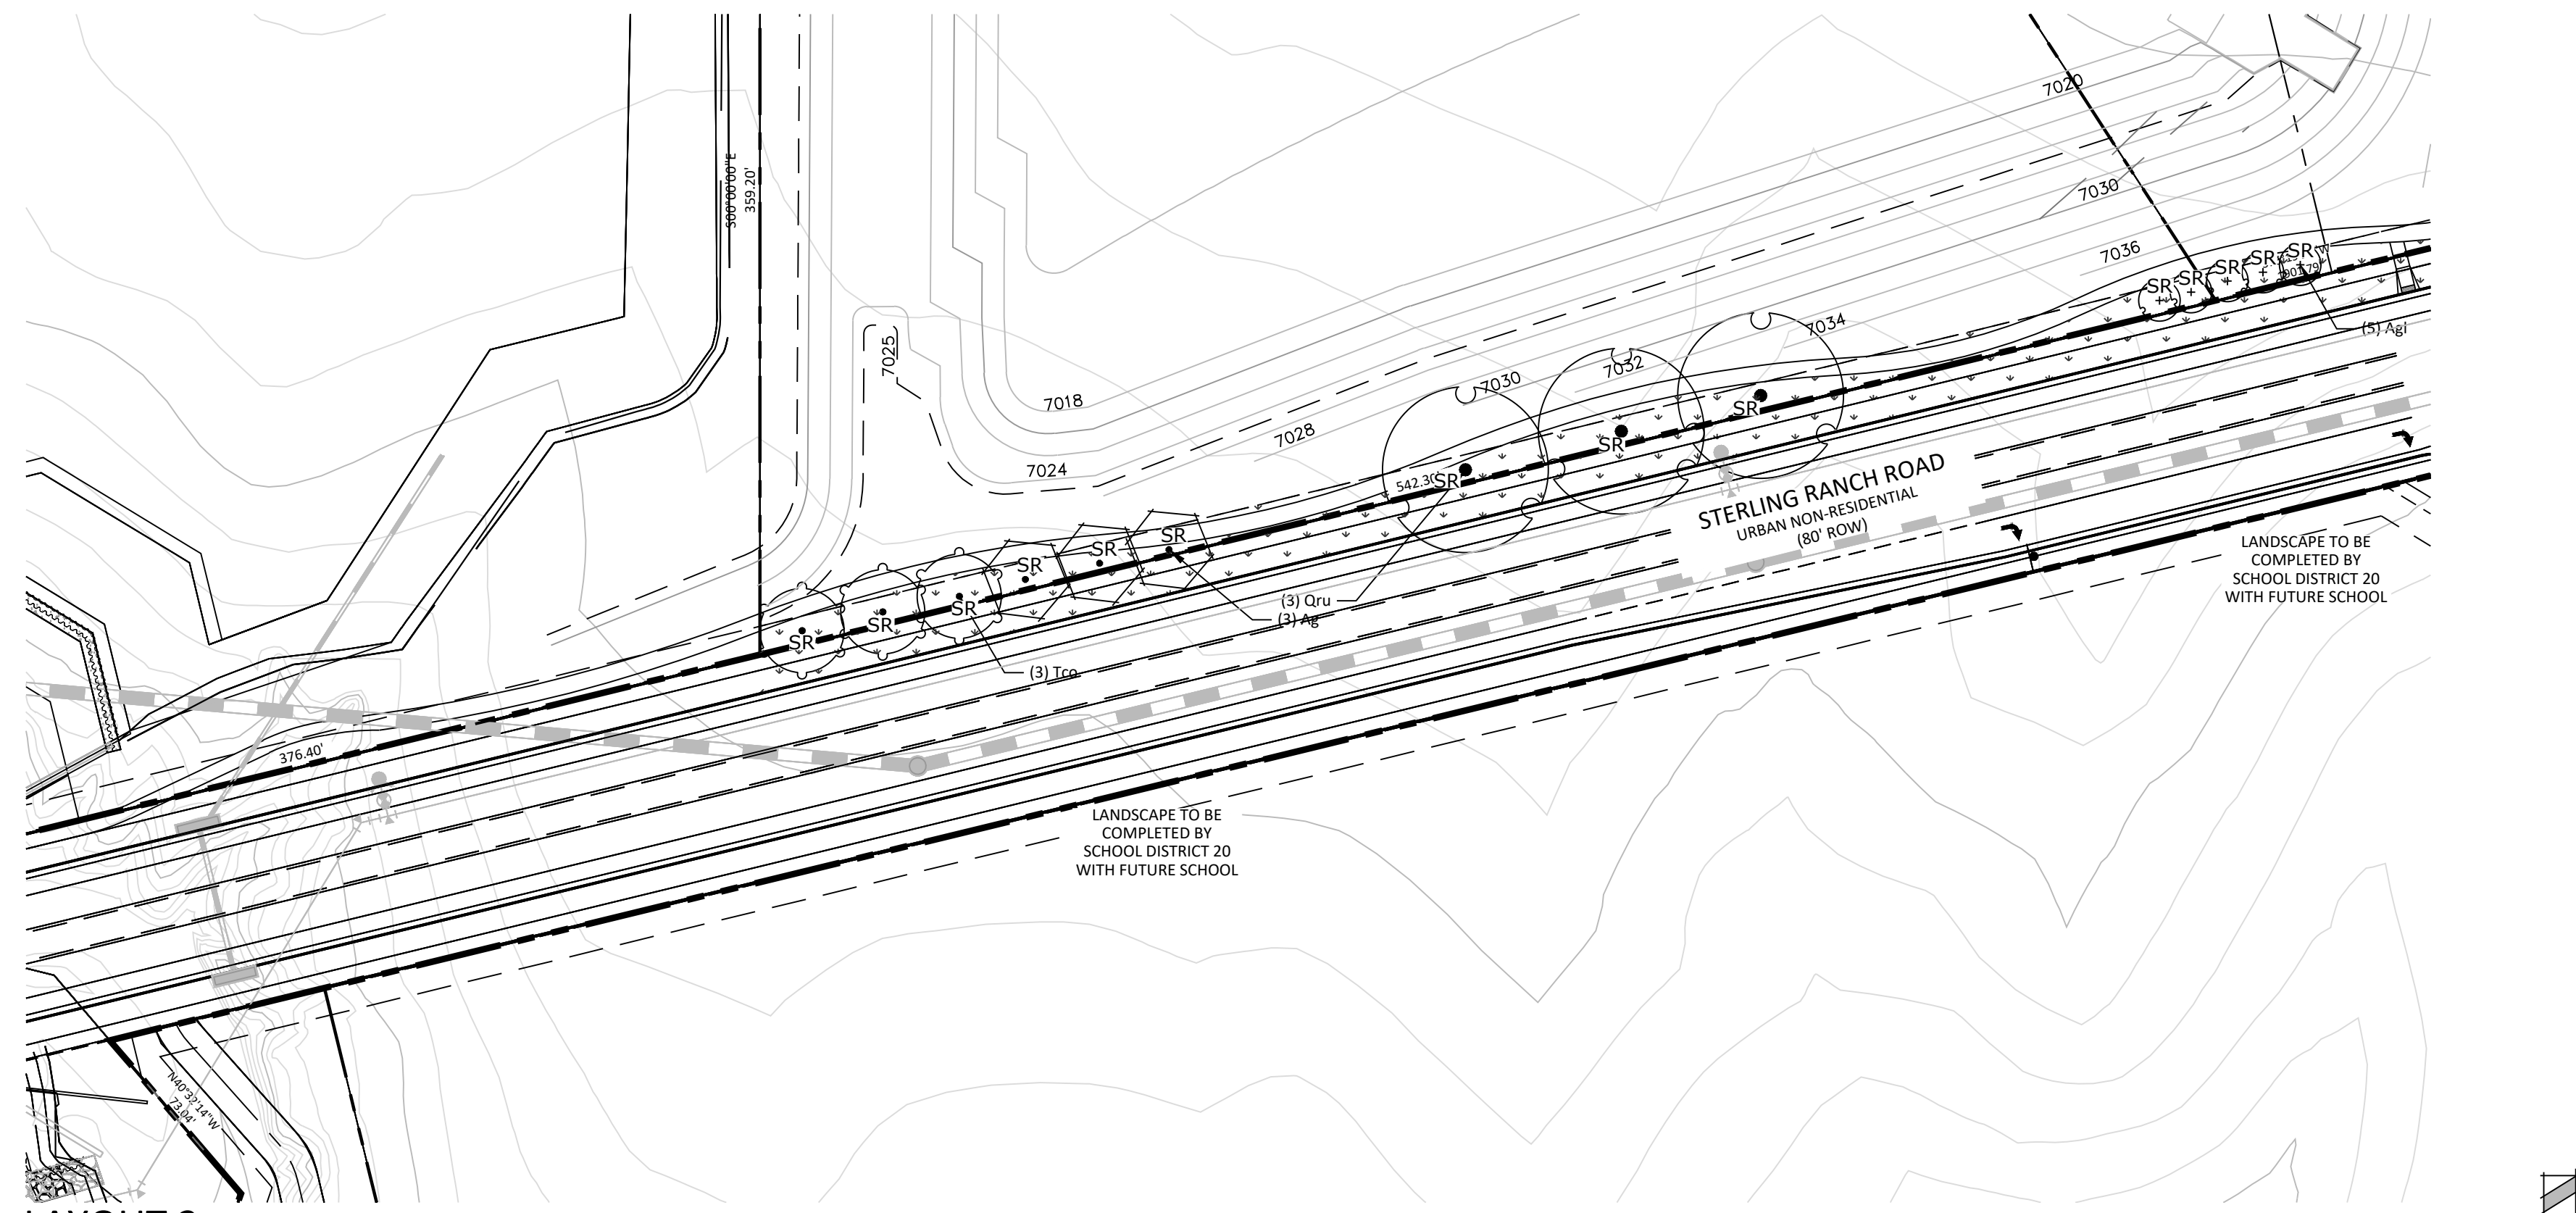 7020
S00°00'00"E
359.20'
7030
7036
SR
SR
SR
SR
SR
(5) Agi
7034
7032
7030
7025
7018
7028
7024
SR
SR
542.30'
SR
SR
SR
SR
SR
SR
SR
STERLING RANCH ROAD
URBAN NON-RESIDENTIAL
(80' ROW)
LANDSCAPE TO BE
COMPLETED BY
SCHOOL DISTRICT 20
WITH FUTURE SCHOOL
(3) Qru
(3) Ag
(3) Tco
376.40'
LANDSCAPE TO BE
COMPLETED BY
SCHOOL DISTRICT 20
WITH FUTURE SCHOOL
N40°32'14"W
73.04'